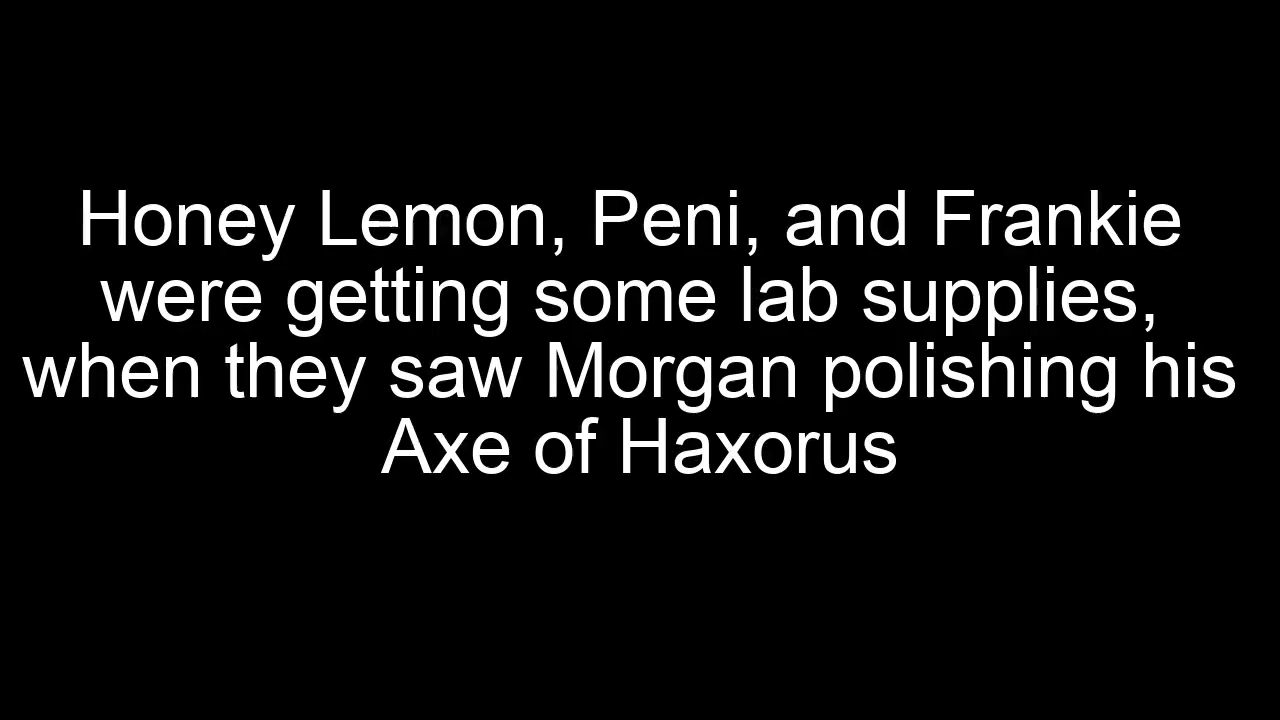 Honey Lemon, Peni, and Frankie
were getting some lab supplies,
when they saw Morgan polishing his
Axe of Haxorus